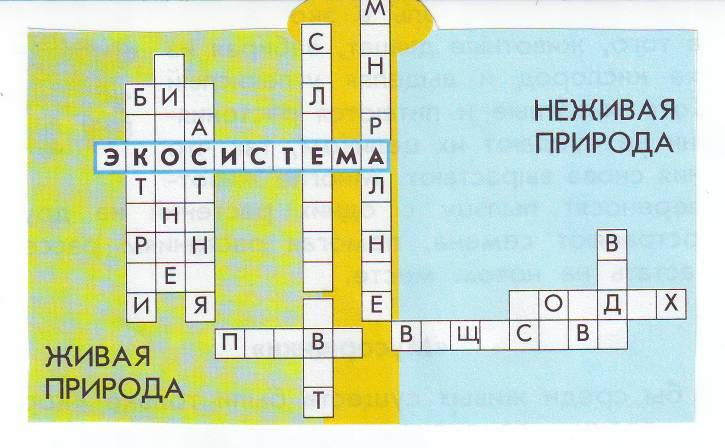 М
С
Н
Б И Л
А Р
ЭКОСИСТЕМА
Т Л
Н
Р Н Н
В
Е
И Я Е О Д Х
П В В Щ С В
Т
НЕЖИВАЯ
ПРИРОДА
ЖИВАЯ
ПРИРОДА